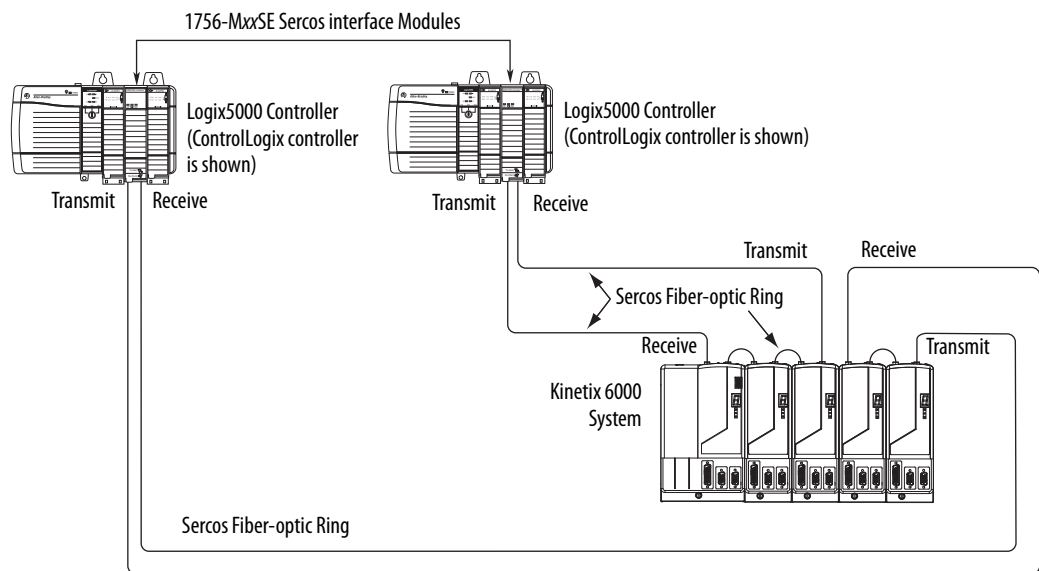 1756-MxxSE Sercos interface Modules
Logix5000 Controller
(ControlLogix controller
is shown)
Logix5000 Controller
(ControlLogix controller is shown)
Transmit
Receive
Transmit
Receive
Transmit
Receive
Sercos Fiber-optic Ring
Receive
Transmit
Kinetix 6000
System
Sercos Fiber-optic Ring